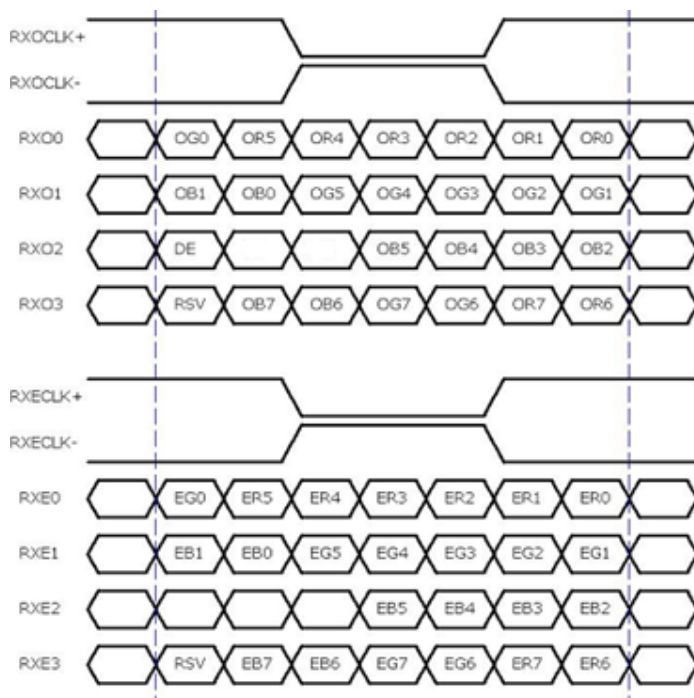 RXOCLK+
RXOCLK-
RXO0 OG0 OR5 OR4 OR3 OR2 OR1 OR0
RXO1 OB1 OB0 OG5 OG4 OG3 OG2 OG1
RXO2 DE OB5 OB4 OB3 OB2
RXO3 RSV OB7 OB6 OG7 OG6 OR7 OR6
RXECLK+
RXECLK-
RXE0 EG0 ER5 ER4 ER3 ER2 ER1 ER0
RXE1 EB1 EB0 EG5 EG4 EG3 EG2 EG1
RXE2 EB5 EB4 EB3 EB2
RXE3 RSV EB7 EB6 EG7 EG6 ER7 ER6